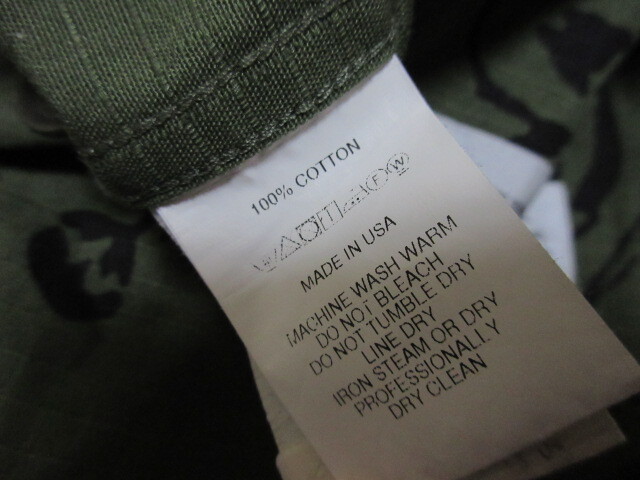 100% COTTON
F W
MADE IN USA
MACHINE WASH WARM
DO NOT BLEACH
DO NOT TUMBLE DRY
LINE DRY
IRON STEAM OR DRY
PROFESSIONALLY
DRY CLEAN